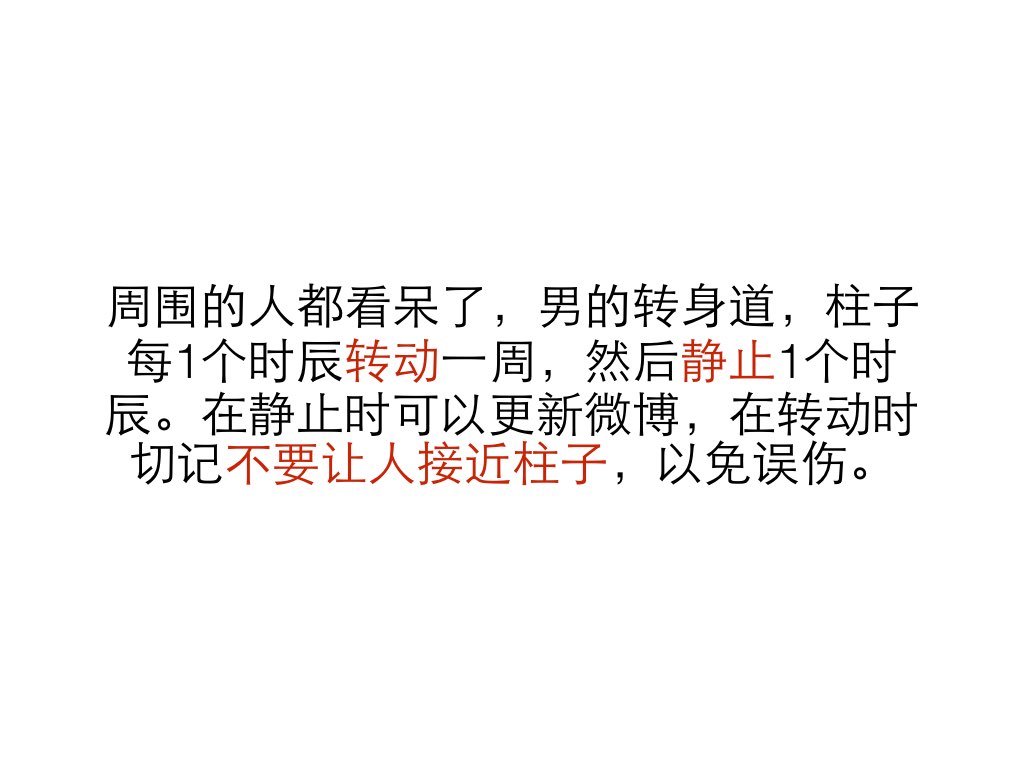 周围的人都看呆了，男的转身道，柱子
每1个时辰转动一周，然后静止1个时
辰。在静止时可以更新微博，在转动时
切记不要让人接近柱子，以免误伤。